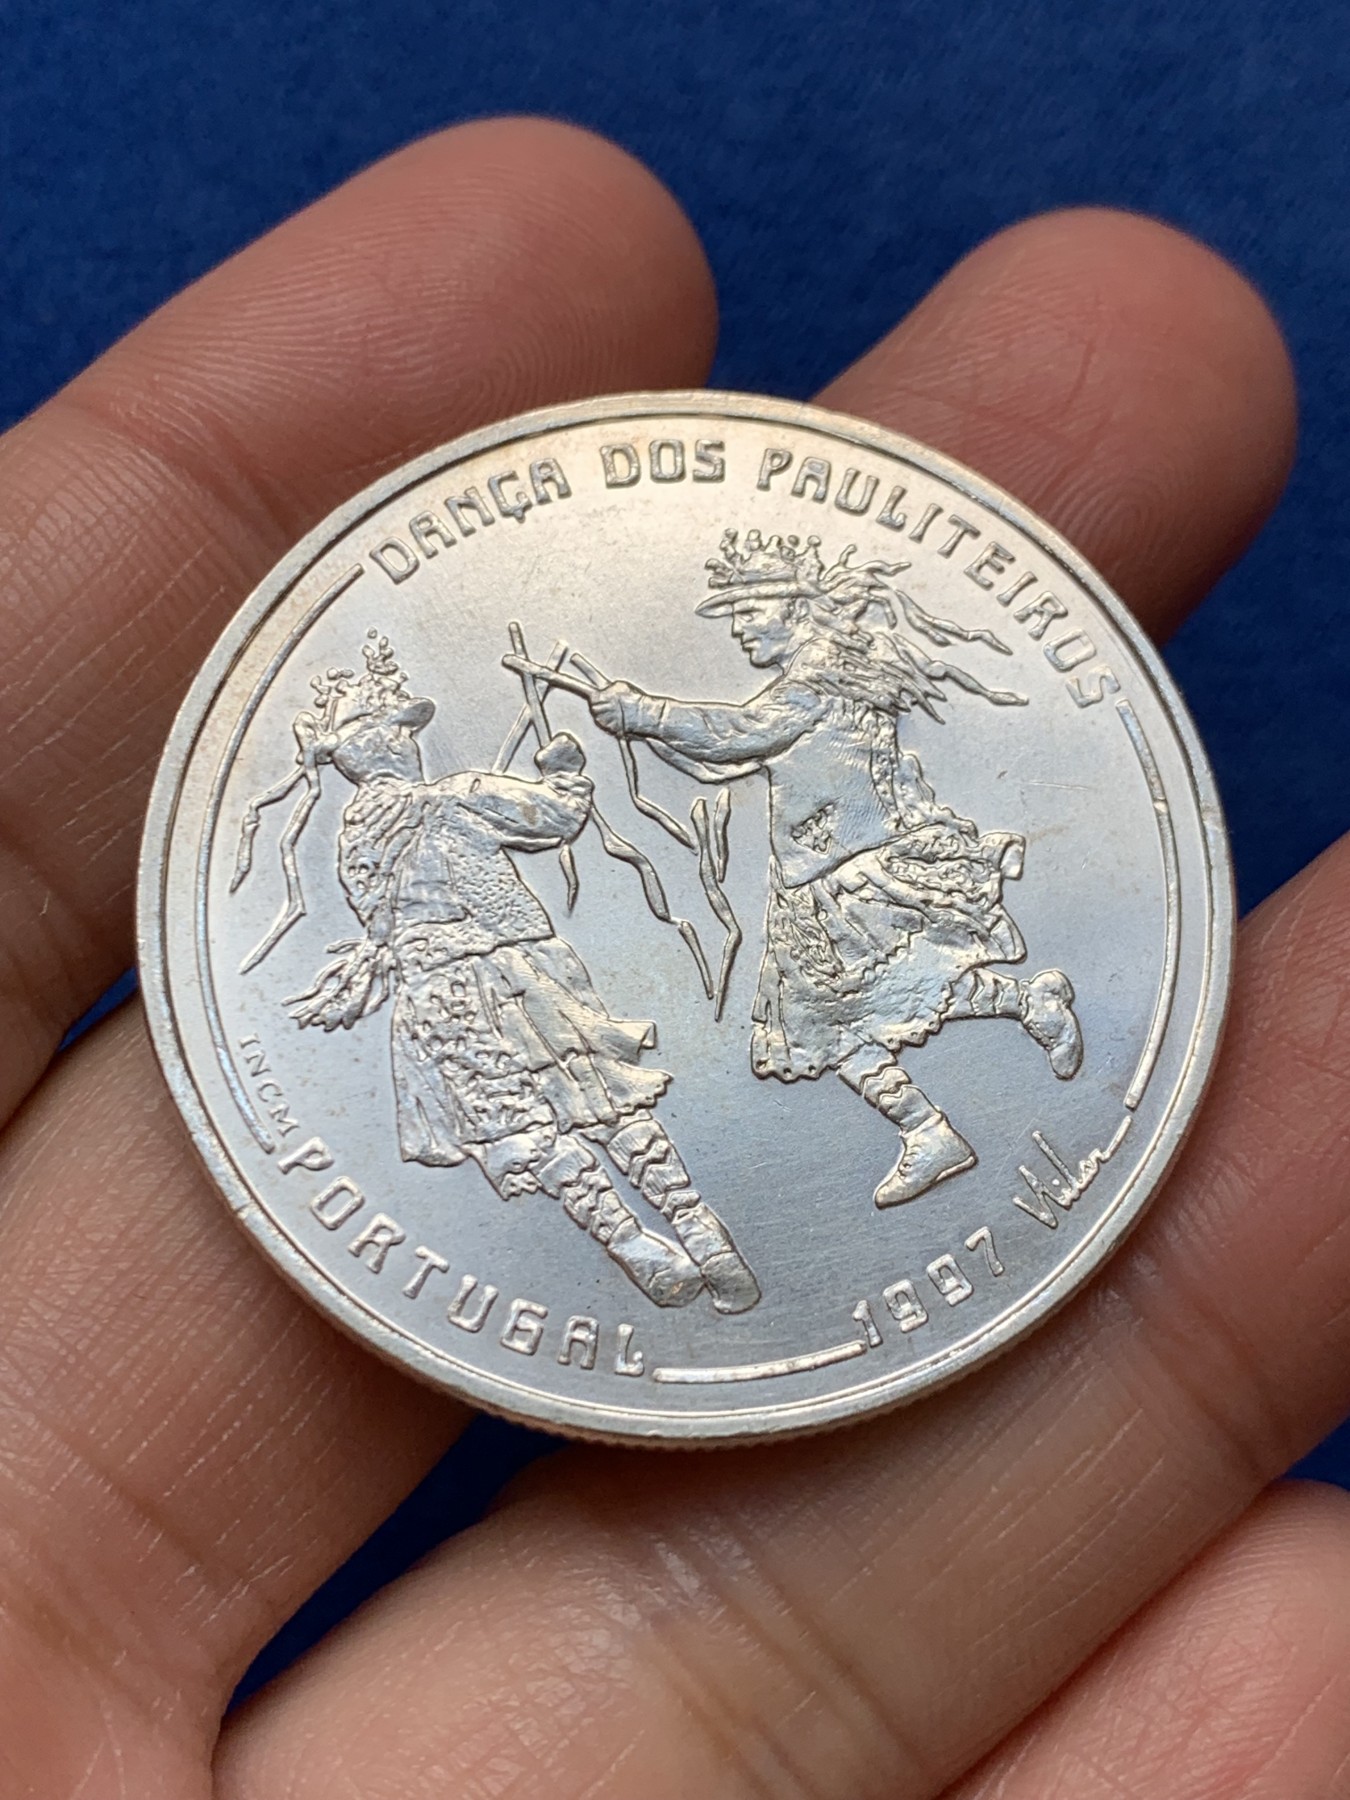 DANÇA DOS PAULITEIROS
INCM
PORTUGAL
1997